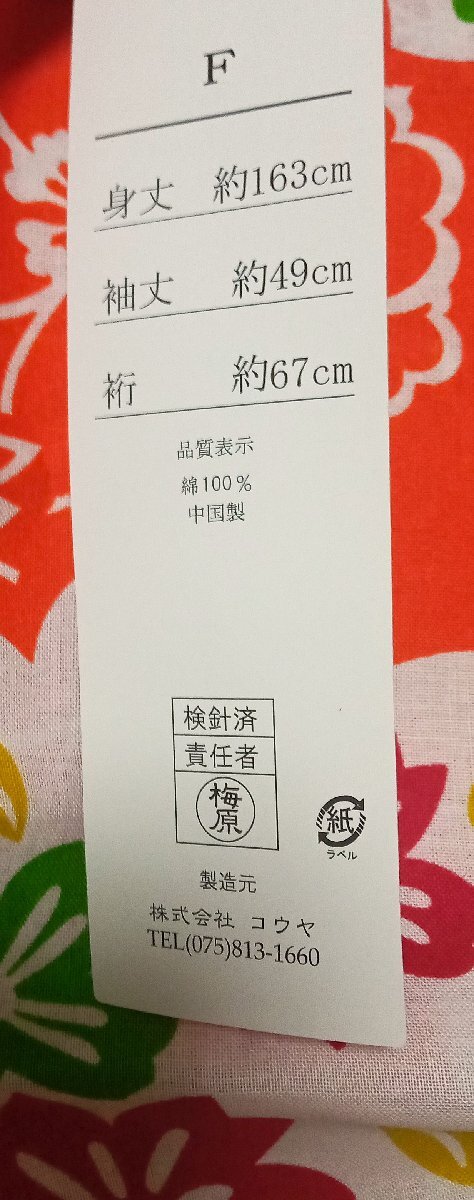 F
身丈 約163cm
袖丈 約49cm
裄 約67cm
品質表示
綿100%
中国製
検針済
責任者
梅原
紙
ラベル
製造元
株式会社 コウヤ
TEL(075)813-1660